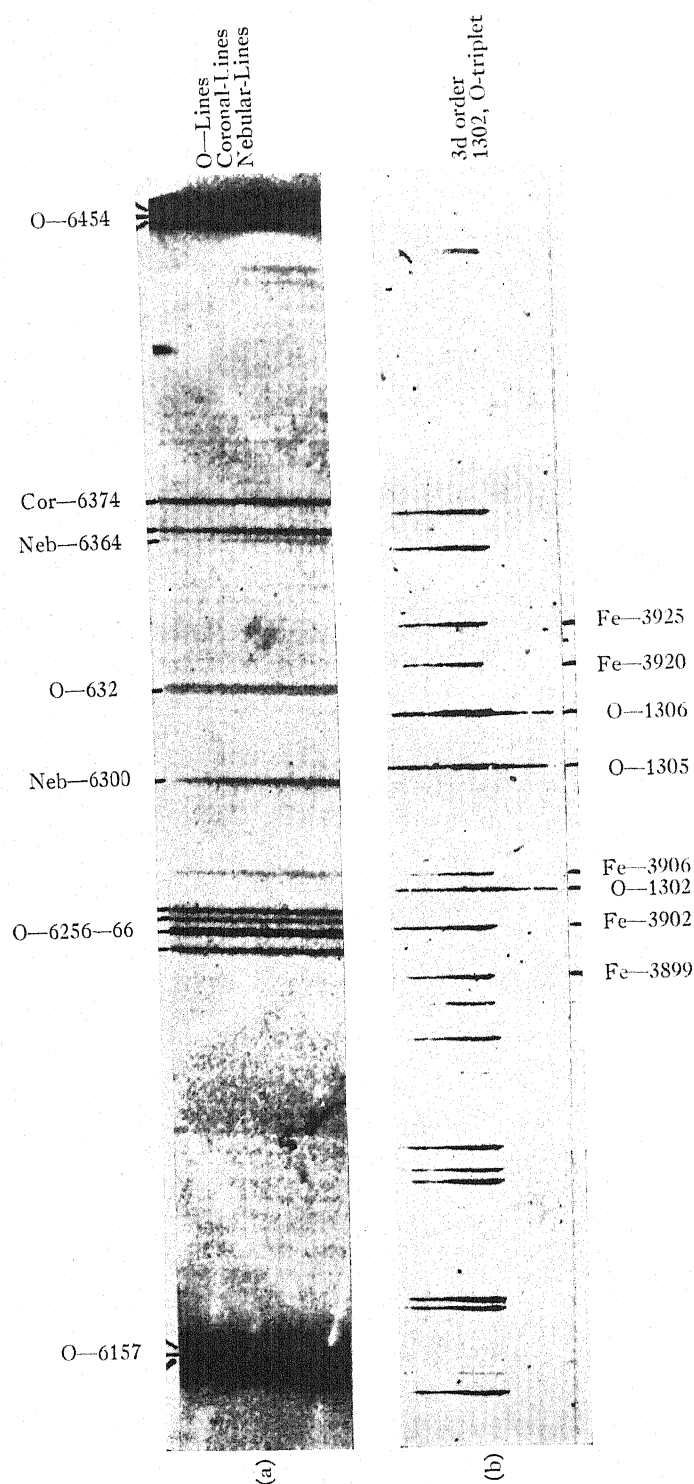 O—Lines
Coronal-Lines
Nebular-Lines
3d order
1302, O-triplet
O—6454
Cor—6374
Neb—6364
O—632
Neb—6300
O—6256—66
O—6157
Fe—3925
Fe—3920
O—1306
O—1305
Fe—3906
O—1302
Fe—3902
Fe—3899
(a)
(b)